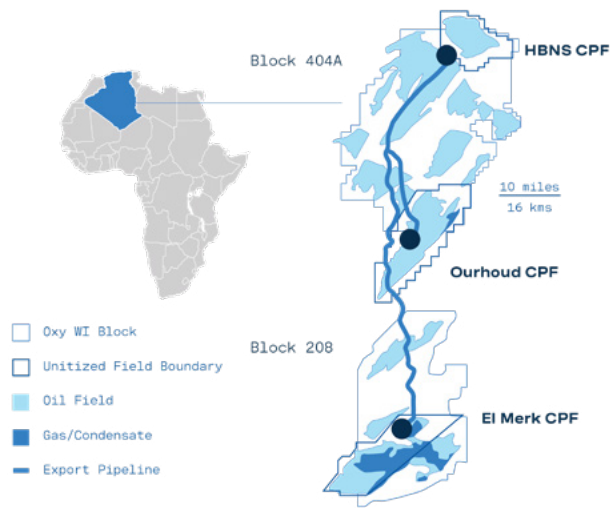 Block 404A
HBNS CPF
10 miles
16 kms
Ourhoud CPF
Block 208
El Merk CPF
Oxy WI Block
Unitized Field Boundary
Oil Field
Gas/Condensate
Export Pipeline